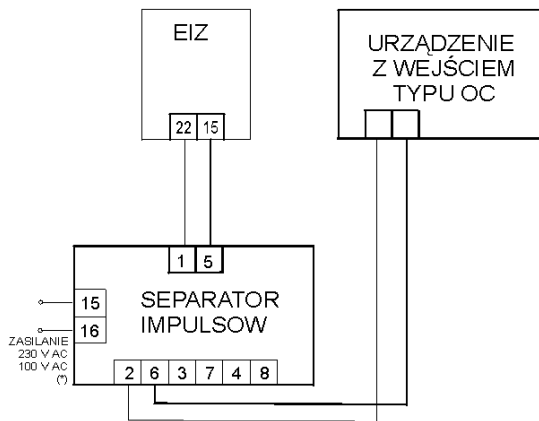 EIZ
22 15
URZĄDZENIE
Z WEJŚCIEM
TYPU OC
1 5
15
16
SEPARATOR
IMPULSOW
ZASILANIE
230 V AC
100 V AC
(*)
2 6 3 7 4 8